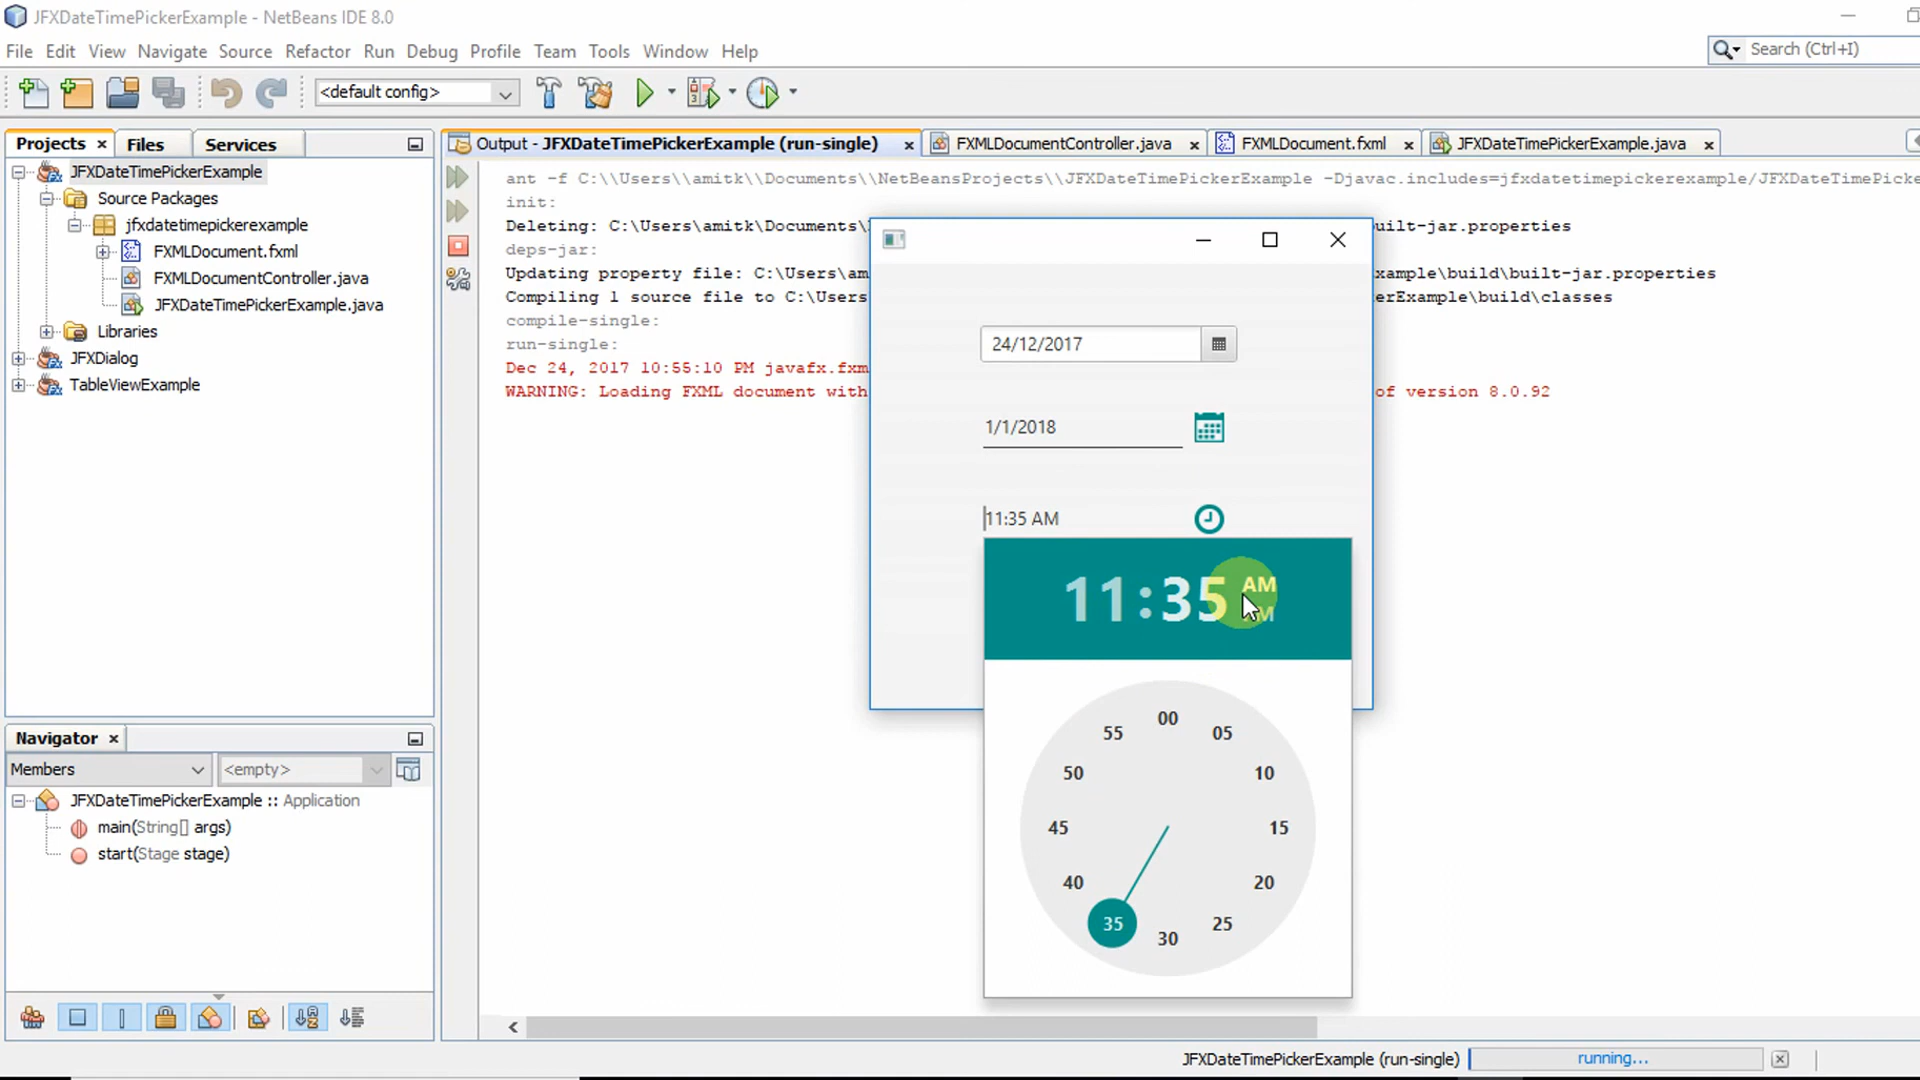 JFXDateTimePickerExample - NetBeans IDE 8.0
File Edit View Navigate Source Refactor Run Debug Profile Team Tools Window Help
Search (Ctrl+I)
<default config>
Projects Files Services
Output - JFXDateTimePickerExample (run-single) FXMLDocumentController.java FXMLDocument.fxml JFXDateTimePickerExample.java
JFXDateTimePickerExample
Source Packages
jfxdatetimepickerexample
FXMLDocument.fxml
FXMLDocumentController.java
JFXDateTimePickerExample.java
Libraries
JFXDialog
TableViewExample
ant -f C:\\Users\\amitk\\Documents\\NetBeansProjects\\JFXDateTimePickerExample -Djavac.includes=jfxdatetimepickerexample/JFXDateTimePicke
init:
Deleting: C:\Users\amitk\Documents\ uilt-jar.properties
deps-jar:
Updating property file: C:\Users\am xample\build\built-jar.properties
Compiling 1 source file to C:\Users erExample\build\classes
compile-single:
run-single:
Dec 24, 2017 10:55:10 PM javafx.fxm
WARNING: Loading FXML document with of version 8.0.92
24/12/2017
1/1/2018
11:35 AM
11:35 AM
00
05
10
15
20
25
30
35
40
45
50
55
Navigator
Members <empty>
JFXDateTimePickerExample :: Application
main(String[] args)
start(Stage stage)
JFXDateTimePickerExample (run-single) running...